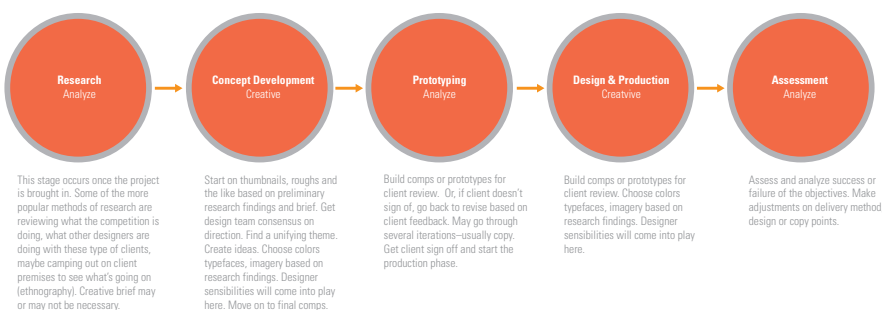 Research
Analyze
Concept Development
Creative
Prototyping
Analyze
Design & Production
Creatvive
Assessment
Analyze
This stage occurs once the project
is brought in. Some of the more
popular methods of research are
reviewing what the competition is
doing, what other designers are
doing with these type of clients,
maybe camping out on client
premises to see what's going on
(ethnography). Creative brief may
or may not be necessary.
Start on thumbnails, roughs and
the like based on preliminary
research findings and brief. Get
design team consensus on
direction. Find a unifying theme.
Create ideas. Choose colors
typefaces, imagery based on
research findings. Designer
sensibilities will come into play
here. Move on to final comps.
Build comps or prototypes for
client review.  Or, if client doesn't
sign of, go back to revise based on
client feedback. May go through
several iterations–usually copy.
Get client sign off and start the
production phase.
Build comps or prototypes for
client review. Choose colors
typefaces, imagery based on
research findings. Designer
sensibilities will come into play
here.
Assess and analyze success or
failure of the objectives. Make
adjustments on delivery method
design or copy points.